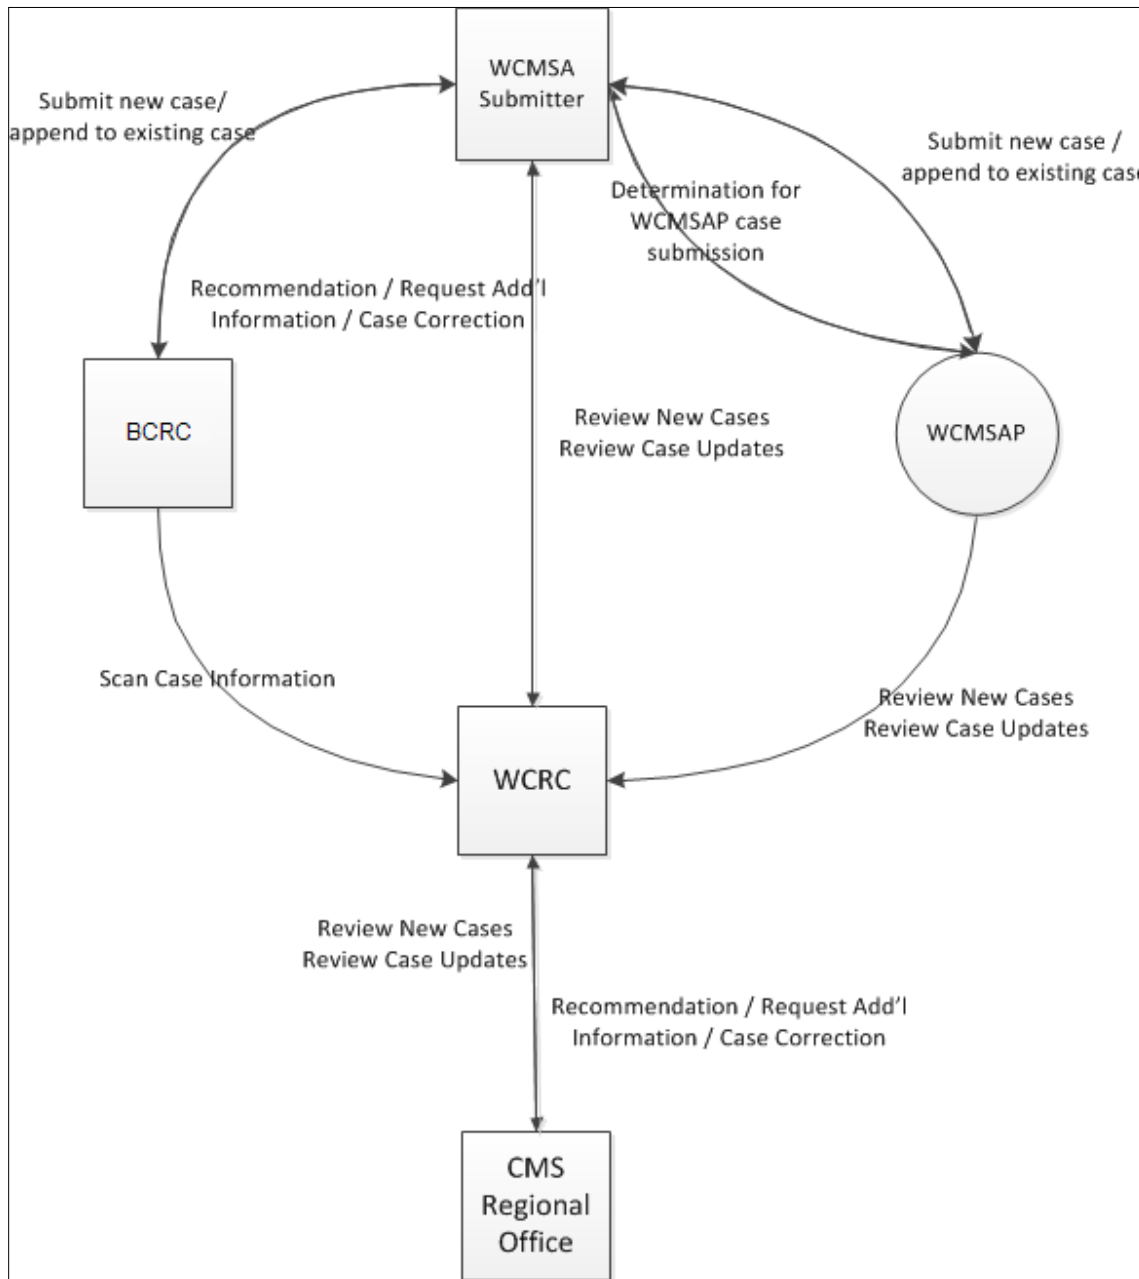 WCMSA
Submitter
Submit new case/
append to existing case
Submit new case /
append to existing case
Determination for
WCMSAP case
submission
Recommendation / Request Add'l
Information / Case Correction
BCRC
Review New Cases
Review Case Updates
WCMSAP
Scan Case Information
Review New Cases
Review Case Updates
WCRC
Review New Cases
Review Case Updates
Recommendation / Request Add'l
Information / Case Correction
CMS
Regional
Office